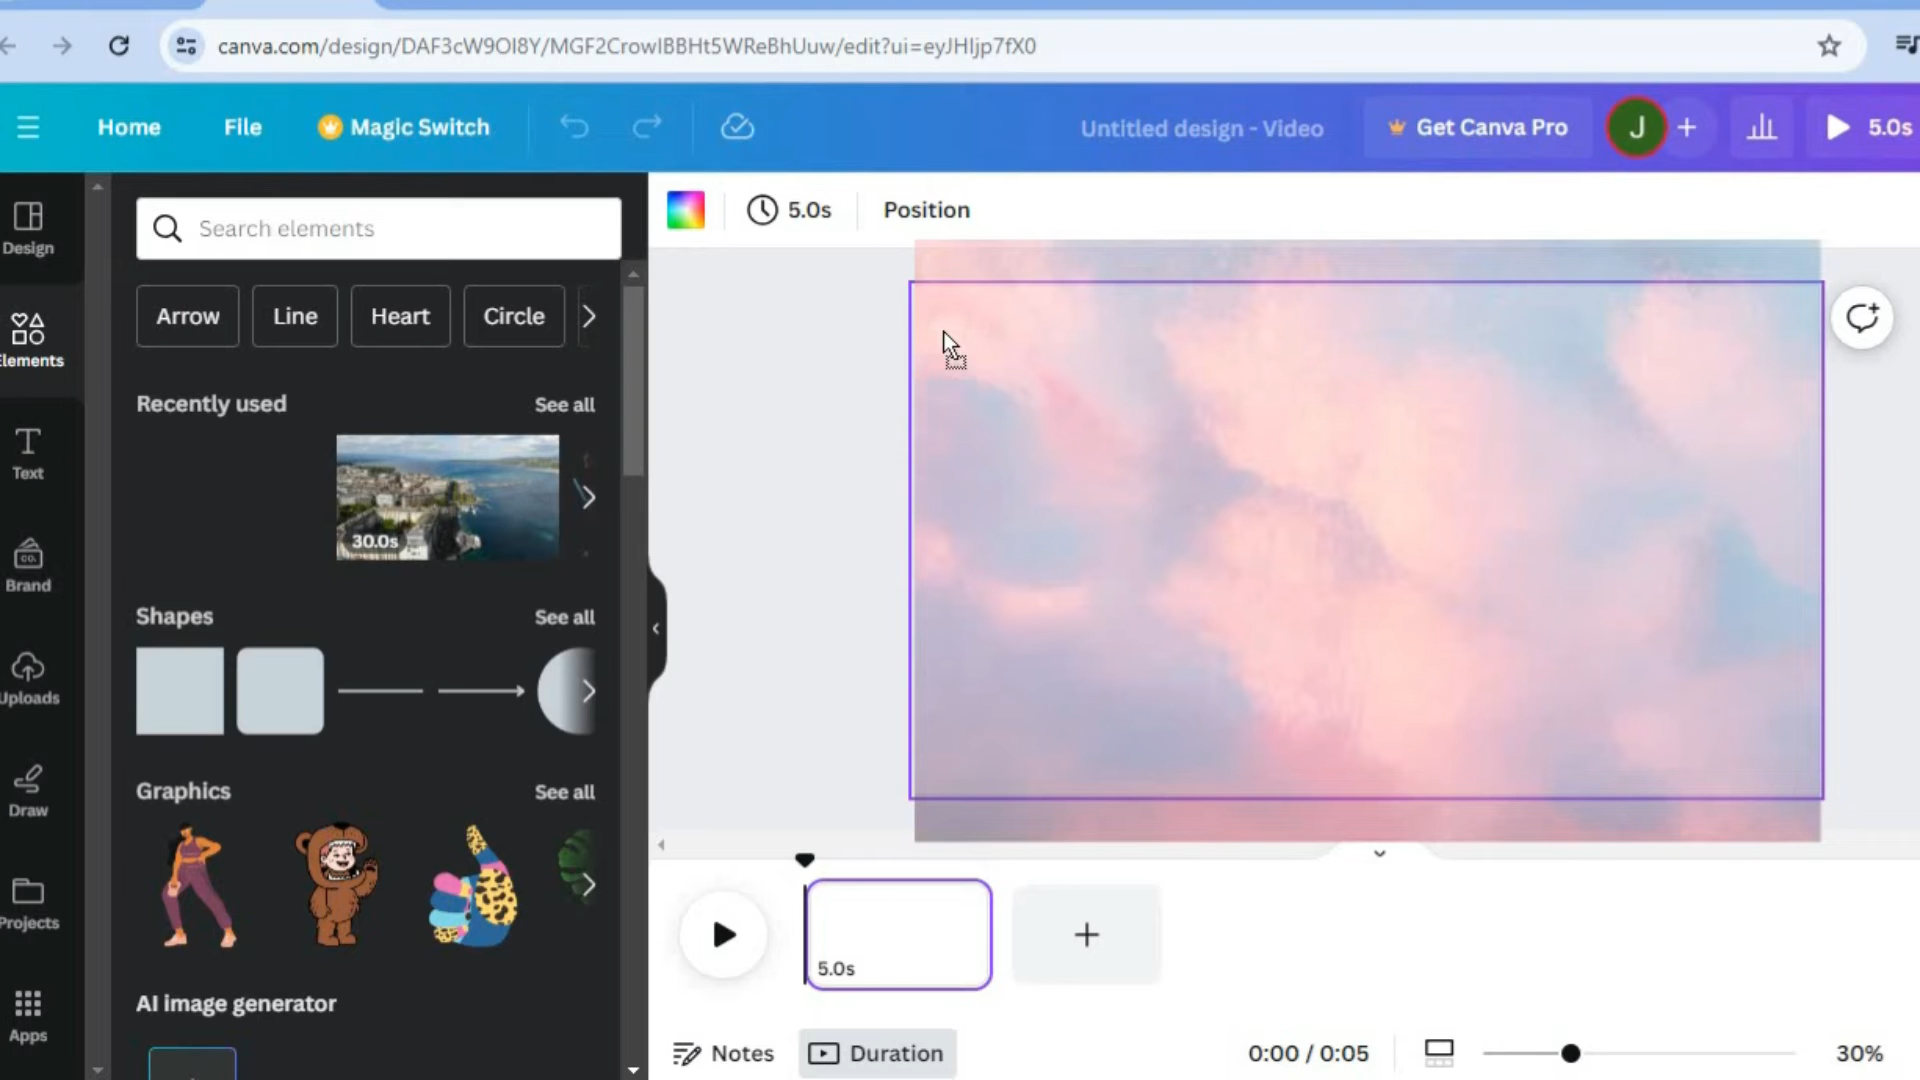 canva.com/design/DAF3cW9OI8Y/MGF2CrowIBBHt5WReBhUuw/edit?ui=eyJHIjp7fX0
Home File Magic Switch Untitled design - Video Get Canva Pro J + 5.0s
Design
Elements
Text
Brand
Uploads
Draw
Projects
Apps
Search elements
Arrow Line Heart Circle
Recently used See all
30.0s
Shapes See all
Graphics See all
AI image generator
5.0s Position
5.0s
Notes Duration 0:00 / 0:05 30%